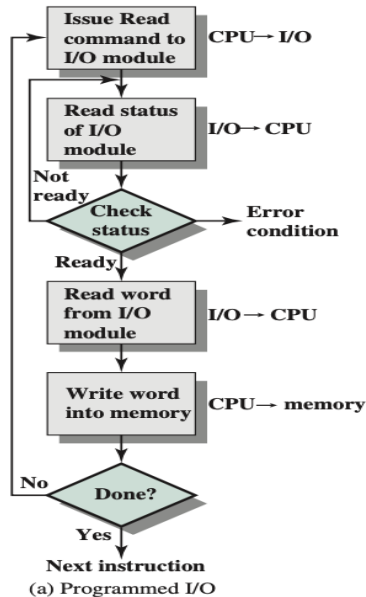 Issue Read
command to
I/O module
CPU → I/O
Read status
of I/O
module
I/O → CPU
Not
ready
Check
status
Error
condition
Ready
Read word
from I/O
module
I/O → CPU
Write word
into memory
CPU → memory
No
Done?
Yes
Next instruction
(a) Programmed I/O